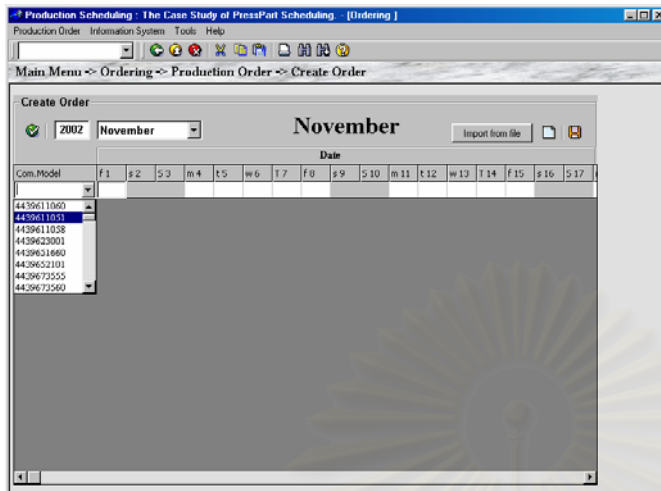 Production Scheduling : The Case Study of PressPart Scheduling. - [Ordering ]
Production Order Information System Tools Help
Main Menu -> Ordering -> Production Order -> Create Order
Create Order
2002 November November Import from file
Date
Com.Model f 1 s 2 S 3 m 4 t 5 w 6 T 7 f 8 s 9 S 10 m 11 t 12 w 13 T 14 f 15 s 16 S 17
4439611060
4439611051
4439611058
4439623001
4439651660
4439652101
4439673555
4439673560